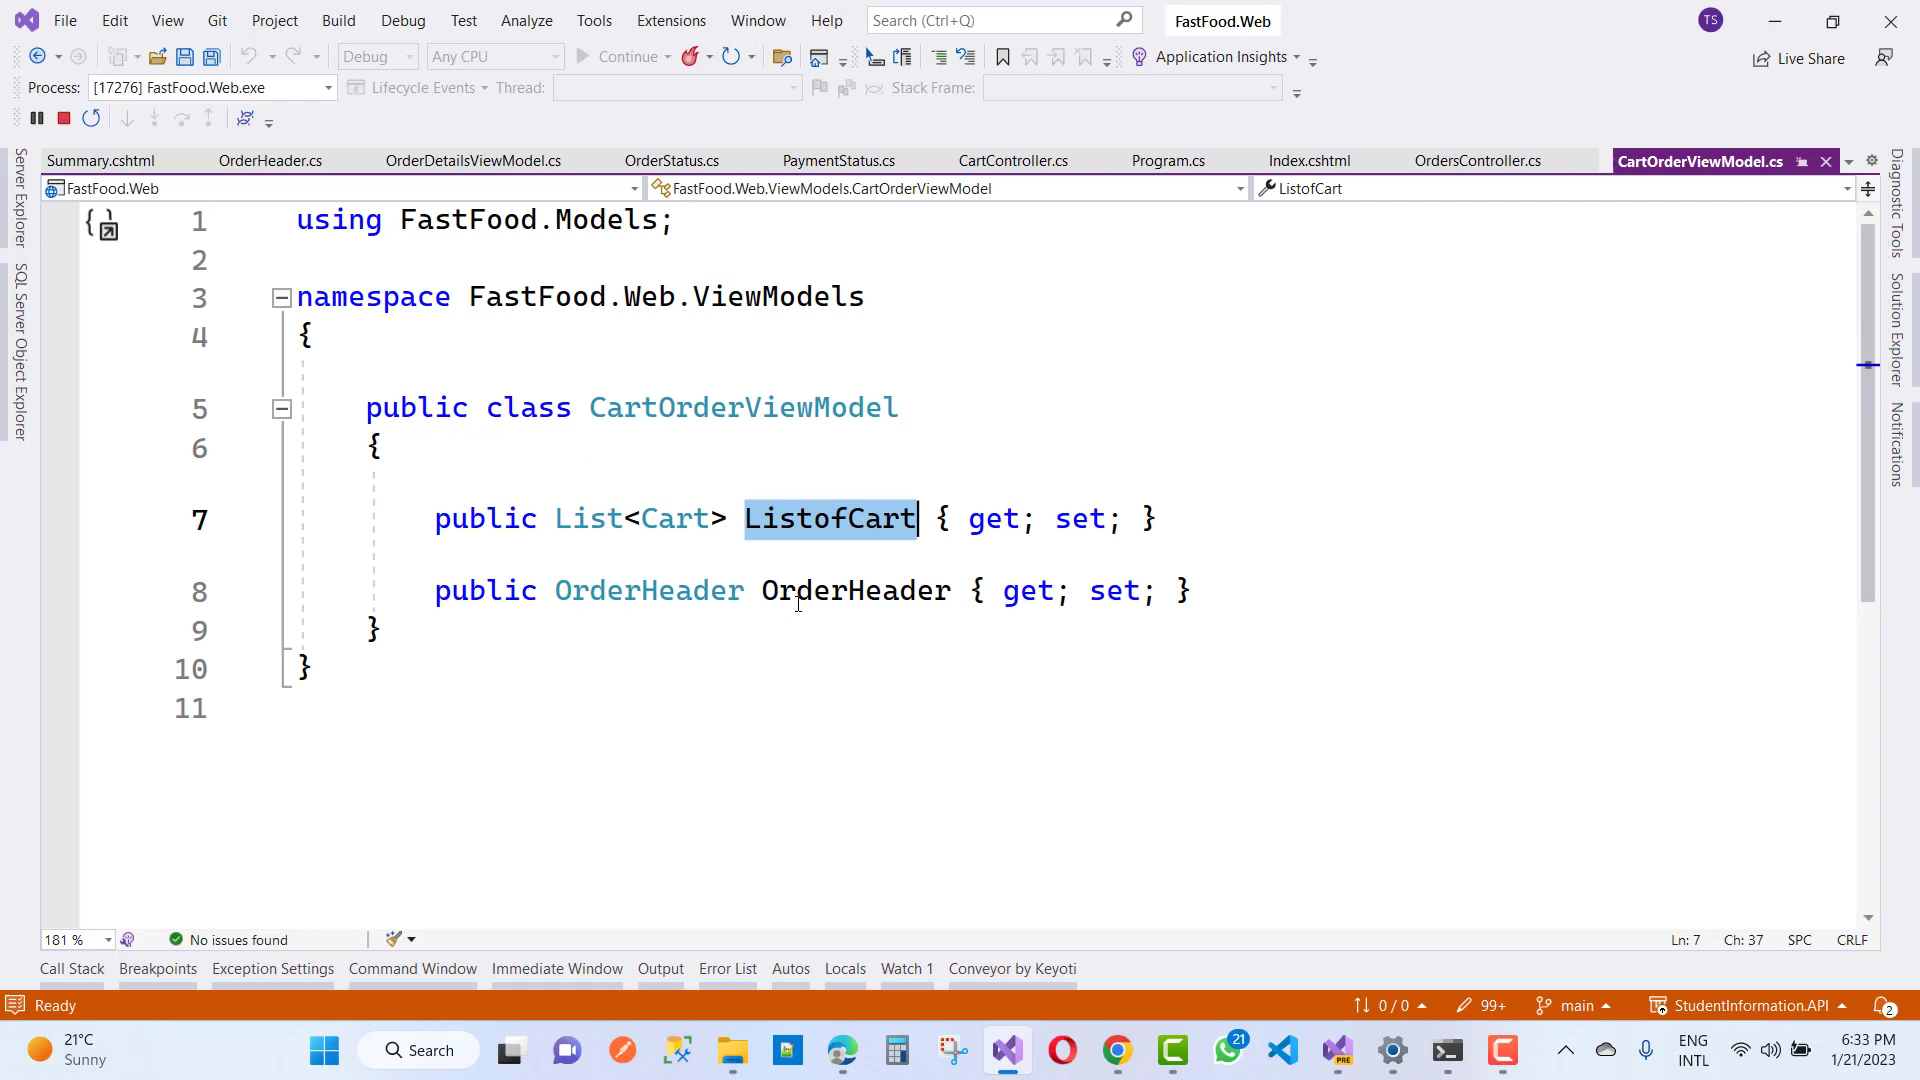 File Edit View Git Project Build Debug Test Analyze Tools Extensions Window Help Search (Ctrl+Q) FastFood.Web TS
Debug Any CPU Continue Application Insights Live Share
Process: [17276] FastFood.Web.exe Lifecycle Events Thread: Stack Frame:
Summary.cshtml OrderHeader.cs OrderDetailsViewModel.cs OrderStatus.cs PaymentStatus.cs CartController.cs Program.cs Index.cshtml OrdersController.cs CartOrderViewModel.cs
FastFood.Web FastFood.Web.ViewModels.CartOrderViewModel ListofCart
Server Explorer
SQL Server Object Explorer
1 using FastFood.Models;
2
3 namespace FastFood.Web.ViewModels
4 {
5 public class CartOrderViewModel
6 {
7 public List<Cart> ListofCart { get; set; }
8 public OrderHeader OrderHeader { get; set; }
9 }
10 }
11
Diagnostic Tools
Solution Explorer
Notifications
181 % No issues found Ln: 7 Ch: 37 SPC CRLF
Call Stack Breakpoints Exception Settings Command Window Immediate Window Output Error List Autos Locals Watch 1 Conveyor by Keyoti
Ready 0 / 0 99+ main StudentInformation.API 2
21°C
Sunny
Search
21
PRE
ENG
INTL
6:33 PM
1/21/2023